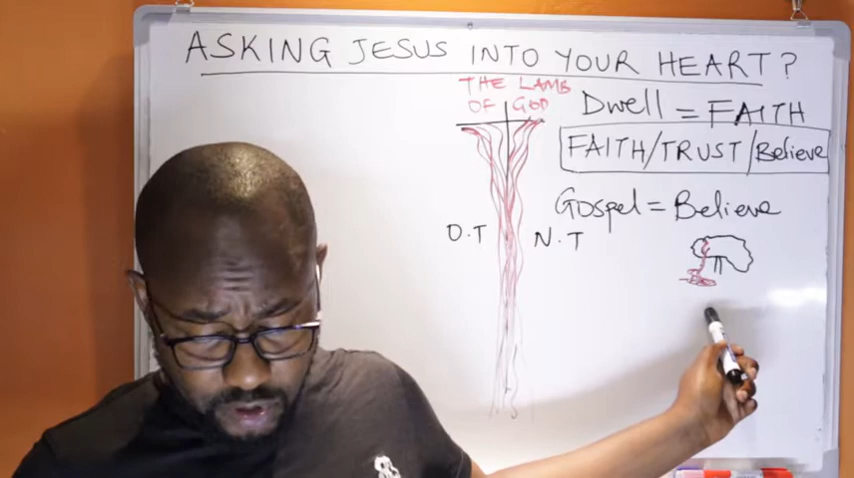 ASKING JESUS INTO YOUR HEART?
THE LAMB
OF GOD
Dwell = FAITH
FAITH/TRUST/Believe
Gospel = Believe
O.T
N.T